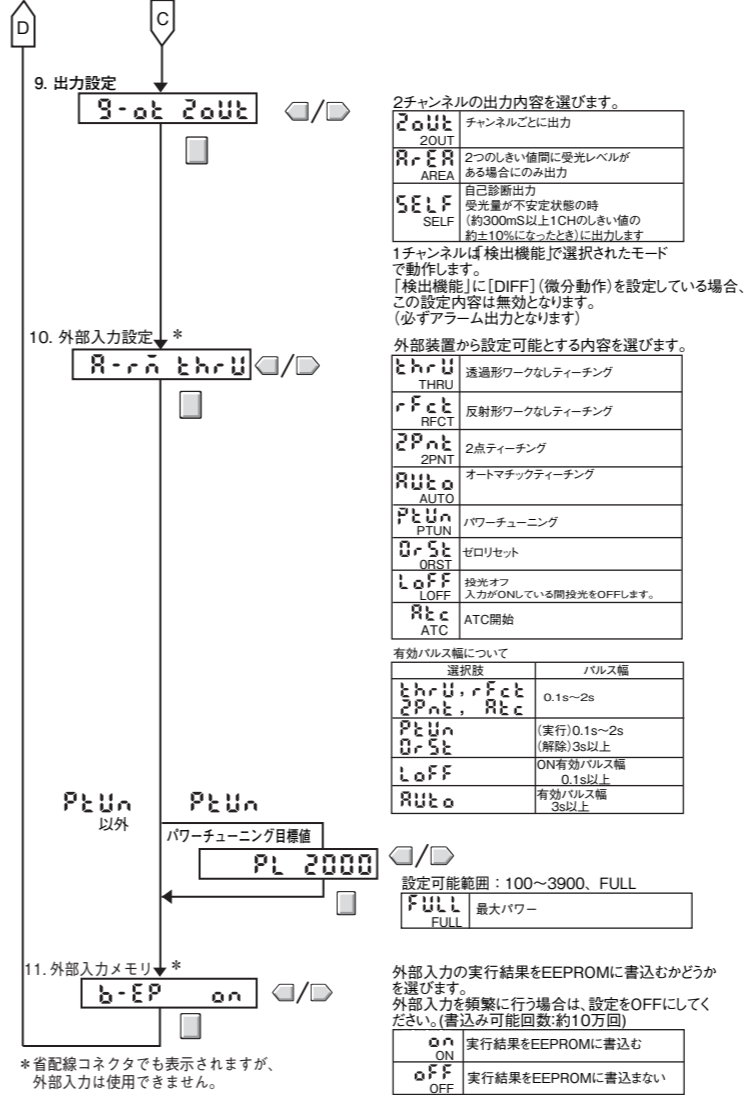 D
C
9. 出力設定
9-ot 2oUt
2チャンネルの出力内容を選びます。
2oUt
2OUT
チャンネルごとに出力
ArEA
AREA
2つのしきい値間に受光レベルが
ある場合にのみ出力
SELF
SELF
自己診断出力
受光量が不安定状態の時
(約300mS以上1CHのしきい値の
約±10%になったとき)に出力します
1チャンネルは「検出機能」で選択されたモード
で動作します。
「検出機能」に[DIFF](微分動作)を設定している場合、
この設定内容は無効となります。
(必ずアラーム出力となります)
10. 外部入力設定 *
A-rm thrU
外部装置から設定可能とする内容を選びます。
thrU
THRU
透過形ワークなしティーチング
rFct
RFCT
反射形ワークなしティーチング
2Pnt
2PNT
2点ティーチング
AUto
AUTO
オートマチックティーチング
PtUn
PTUN
パワーチューニング
0rSt
0RST
ゼロリセット
LoFF
LOFF
投光オフ
入力がONしている間投光をOFFします。
Atc
ATC
ATC開始
有効パルス幅について
選択肢 パルス幅
thrU, rFct
2Pnt, Atc
0.1s～2s
PtUn
0rSt
(実行)0.1s～2s
(解除)3s以上
LoFF
ON有効パルス幅
0.1s以上
AUto
有効パルス幅
3s以上
PtUn
以外
PtUn
パワーチューニング目標値
PL 2000
設定可能範囲：100～3900、FULL
FULL
FULL
最大パワー
11. 外部入力メモリ *
b-EP on
外部入力の実行結果をEEPROMに書込むかどうか
を選びます。
外部入力を頻繁に行う場合は、設定をOFFにしてく
ださい。(書込み可能回数:約10万回)
on
ON
実行結果をEEPROMに書込む
oFF
OFF
実行結果をEEPROMに書込まない
*省配線コネクタでも表示されますが、
外部入力は使用できません。